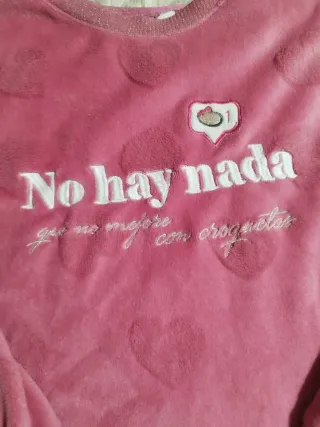 1
No hay nada
que no mejore
con croquetas